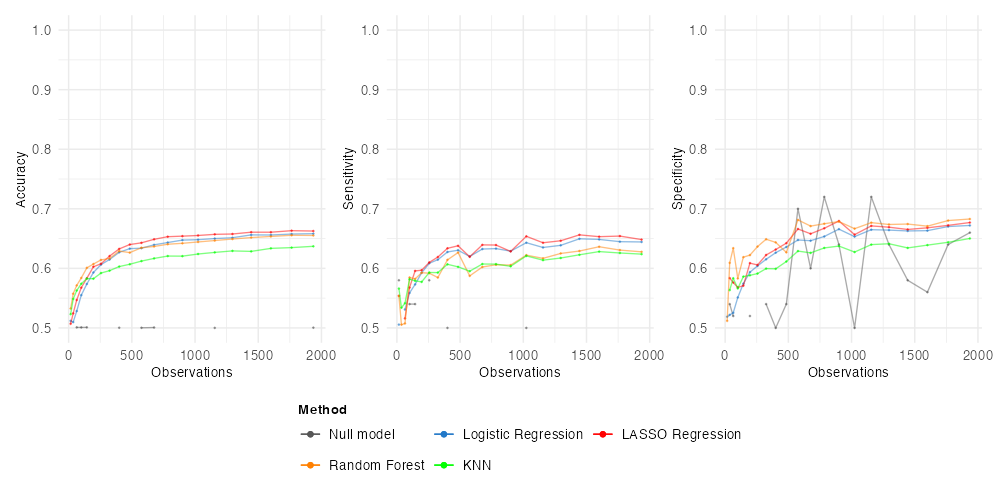 Accuracy
1.0
0.9
0.8
0.7
0.6
0.5
0 500 1000 1500 2000
Observations
Sensitivity
1.0
0.9
0.8
0.7
0.6
0.5
0 500 1000 1500 2000
Observations
Specificity
1.0
0.9
0.8
0.7
0.6
0.5
0 500 1000 1500 2000
Observations
Method
Null model Logistic Regression LASSO Regression
Random Forest KNN